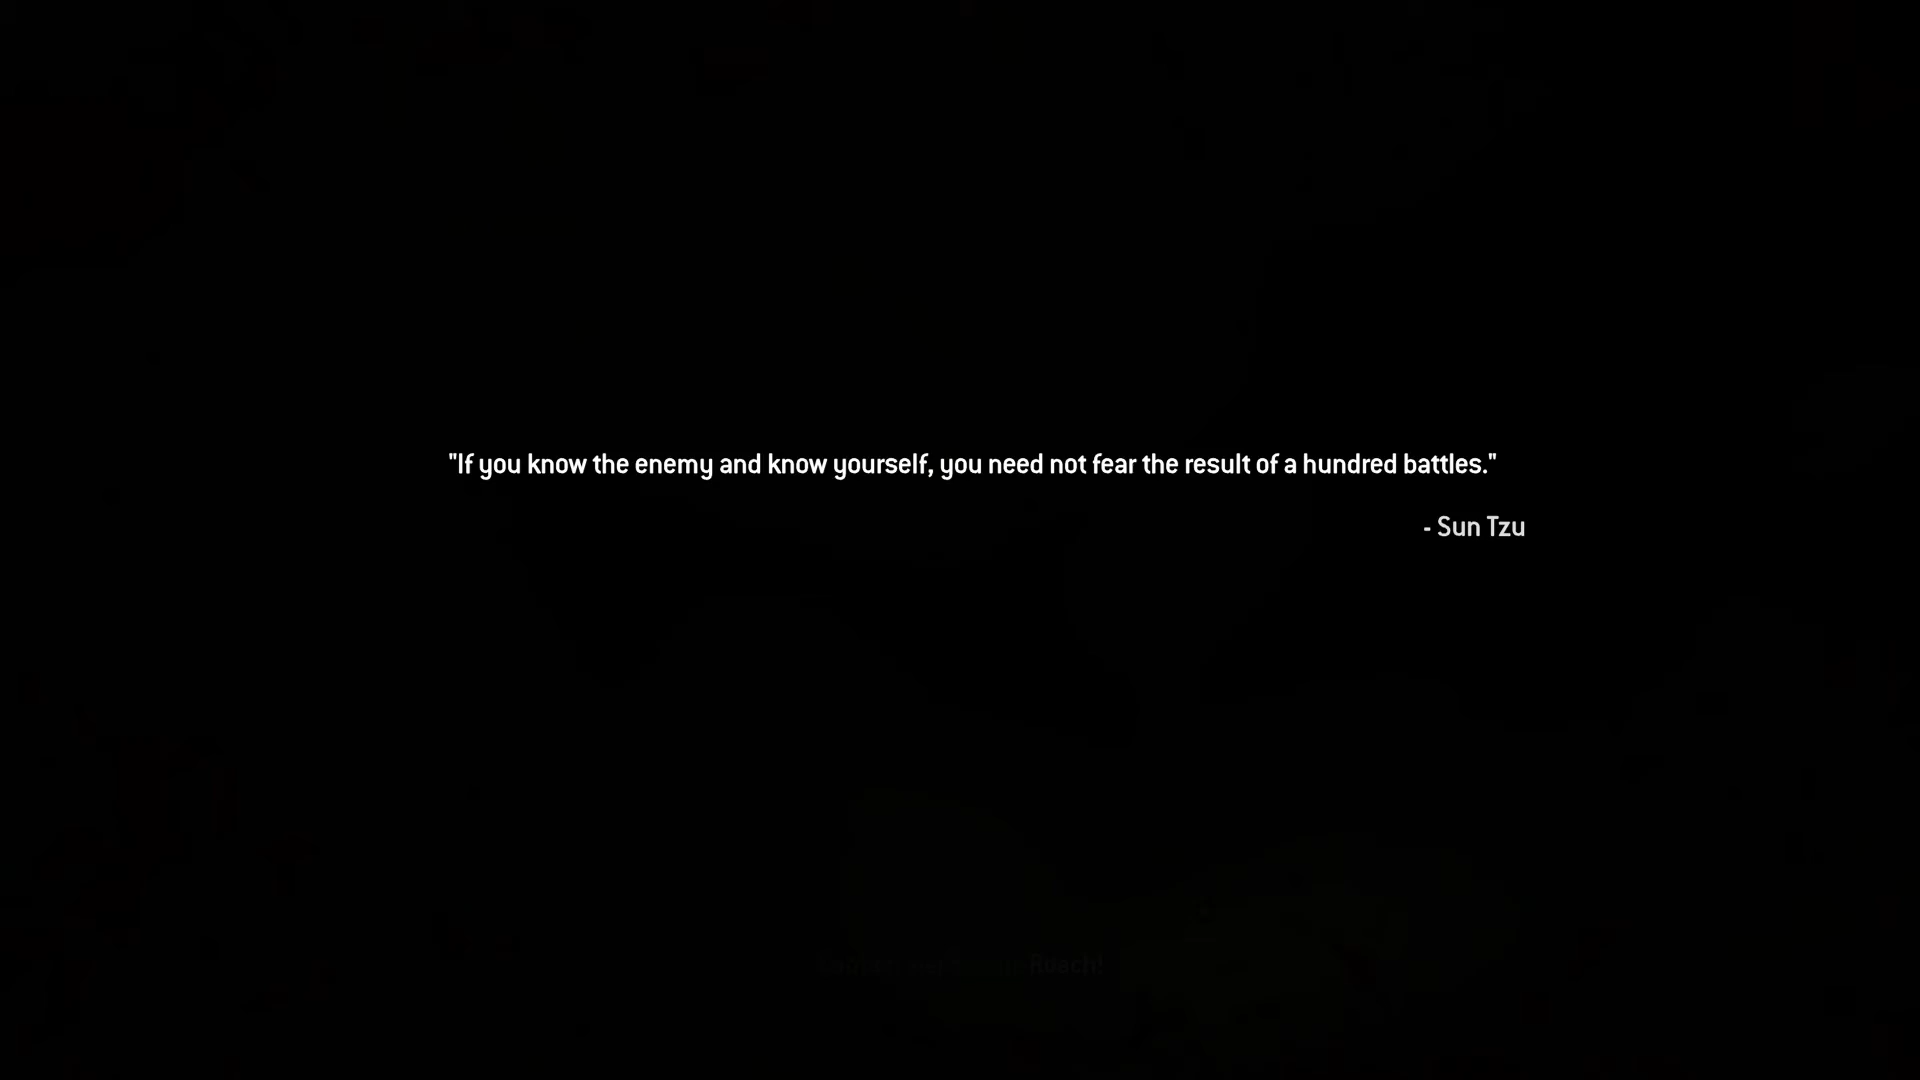 "If you know the enemy and know yourself, you need not fear the result of a hundred battles."
- Sun Tzu
Roach!